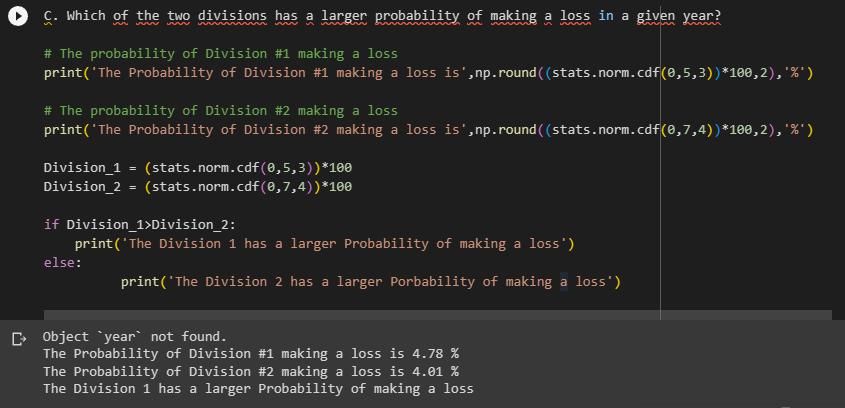 C. Which of the two divisions has a larger probability of making a loss in a given year?
# The probability of Division #1 making a loss
print('The Probability of Division #1 making a loss is',np.round((stats.norm.cdf(0,5,3))*100,2),'%')
# The probability of Division #2 making a loss
print('The Probability of Division #2 making a loss is',np.round((stats.norm.cdf(0,7,4))*100,2),'%')
Division_1 = (stats.norm.cdf(0,5,3))*100
Division_2 = (stats.norm.cdf(0,7,4))*100
if Division_1>Division_2:
    print('The Division 1 has a larger Probability of making a loss')
else:
          print('The Division 2 has a larger Porbability of making a loss')
Object `year` not found.
The Probability of Division #1 making a loss is 4.78 %
The Probability of Division #2 making a loss is 4.01 %
The Division 1 has a larger Probability of making a loss